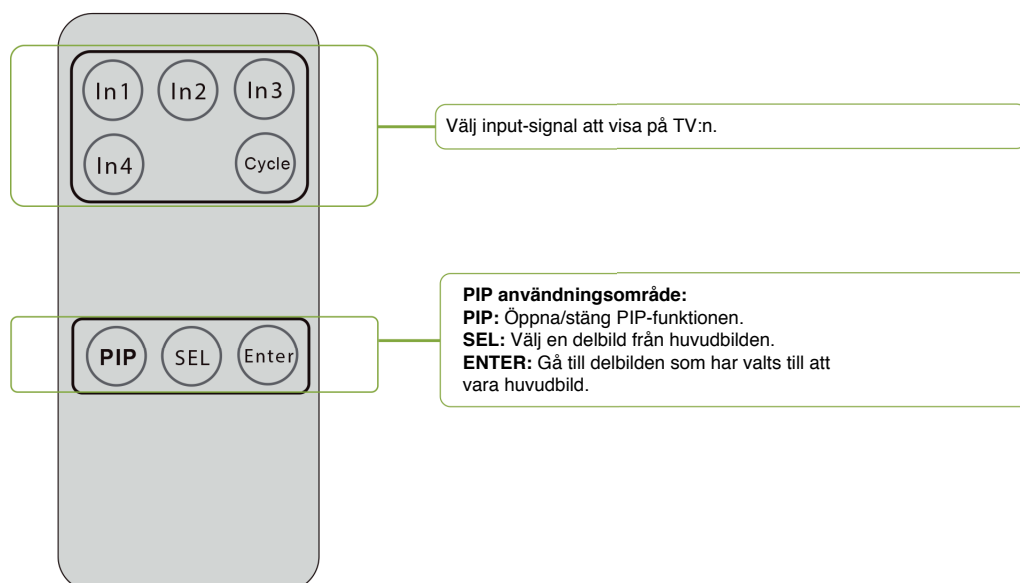 In1 In2 In3
In4 Cycle
Välj input-signal att visa på TV:n.
PIP SEL Enter
PIP användningsområde:
PIP: Öppna/stäng PIP-funktionen.
SEL: Välj en delbild från huvudbilden.
ENTER: Gå till delbilden som har valts till att
vara huvudbild.